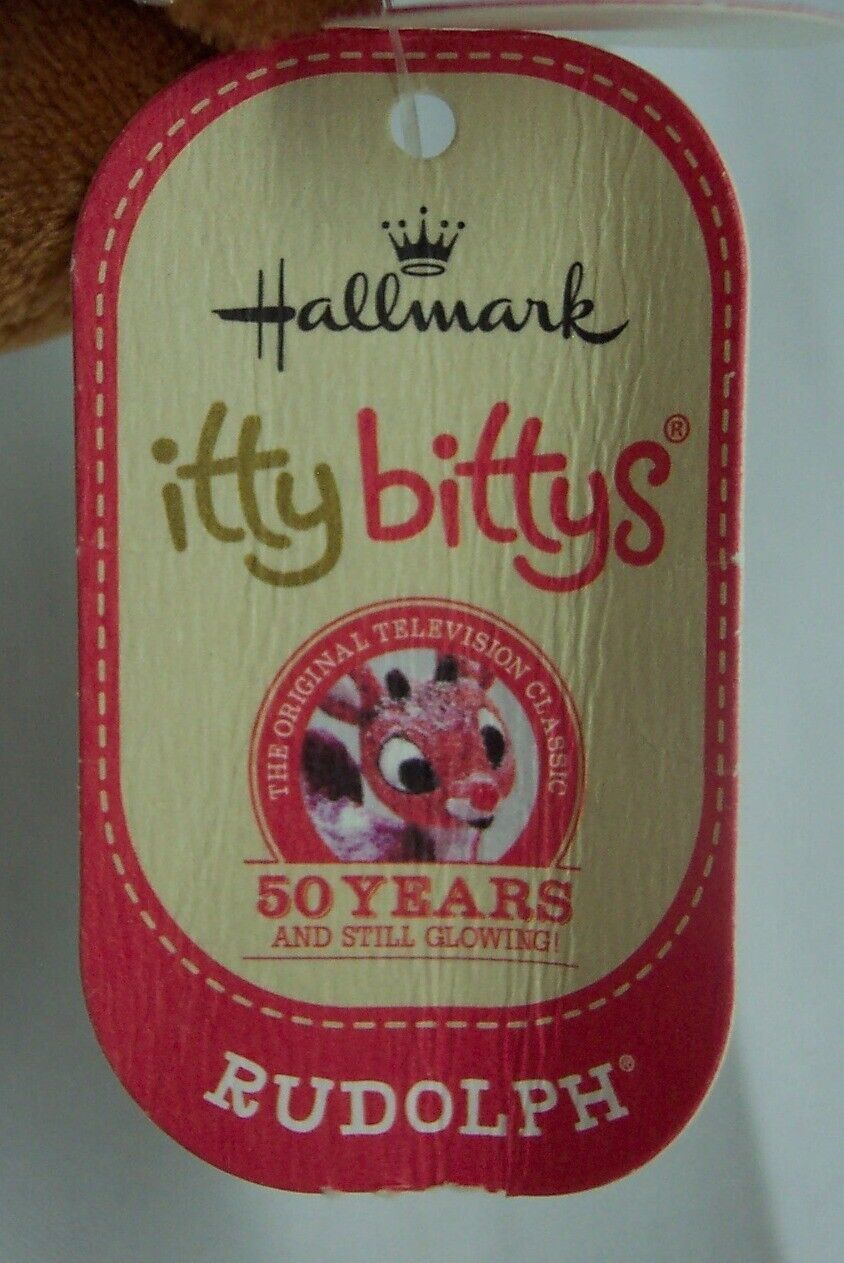 Hallmark
itty bittys®
THE ORIGINAL TELEVISION CLASSIC
50 YEARS
AND STILL GLOWING!
RUDOLPH®